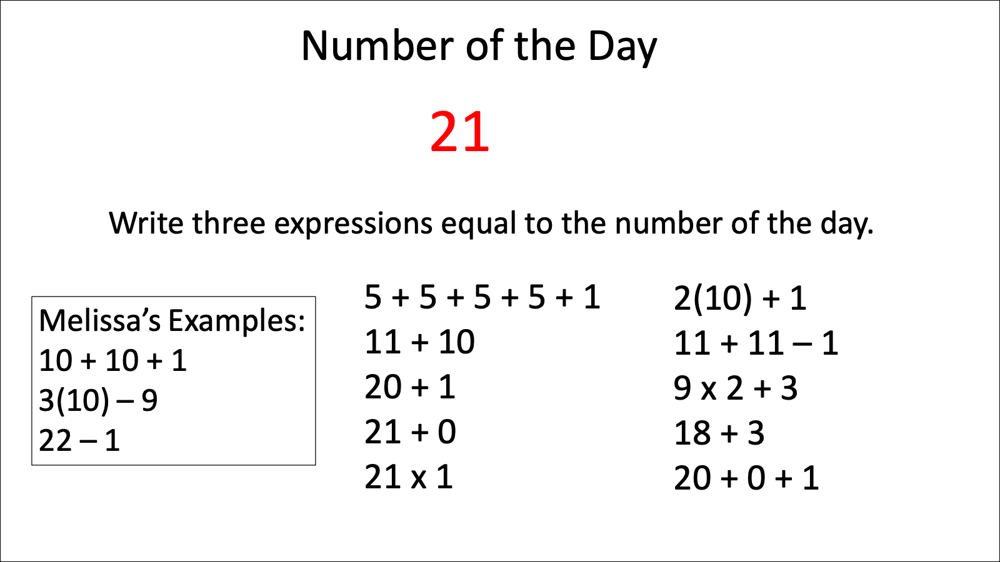 Number of the Day
21
Write three expressions equal to the number of the day.
Melissa’s Examples:
10 + 10 + 1
3(10) – 9
22 – 1
5 + 5 + 5 + 5 + 1
11 + 10
20 + 1
21 + 0
21 x 1
2(10) + 1
11 + 11 – 1
9 x 2 + 3
18 + 3
20 + 0 + 1